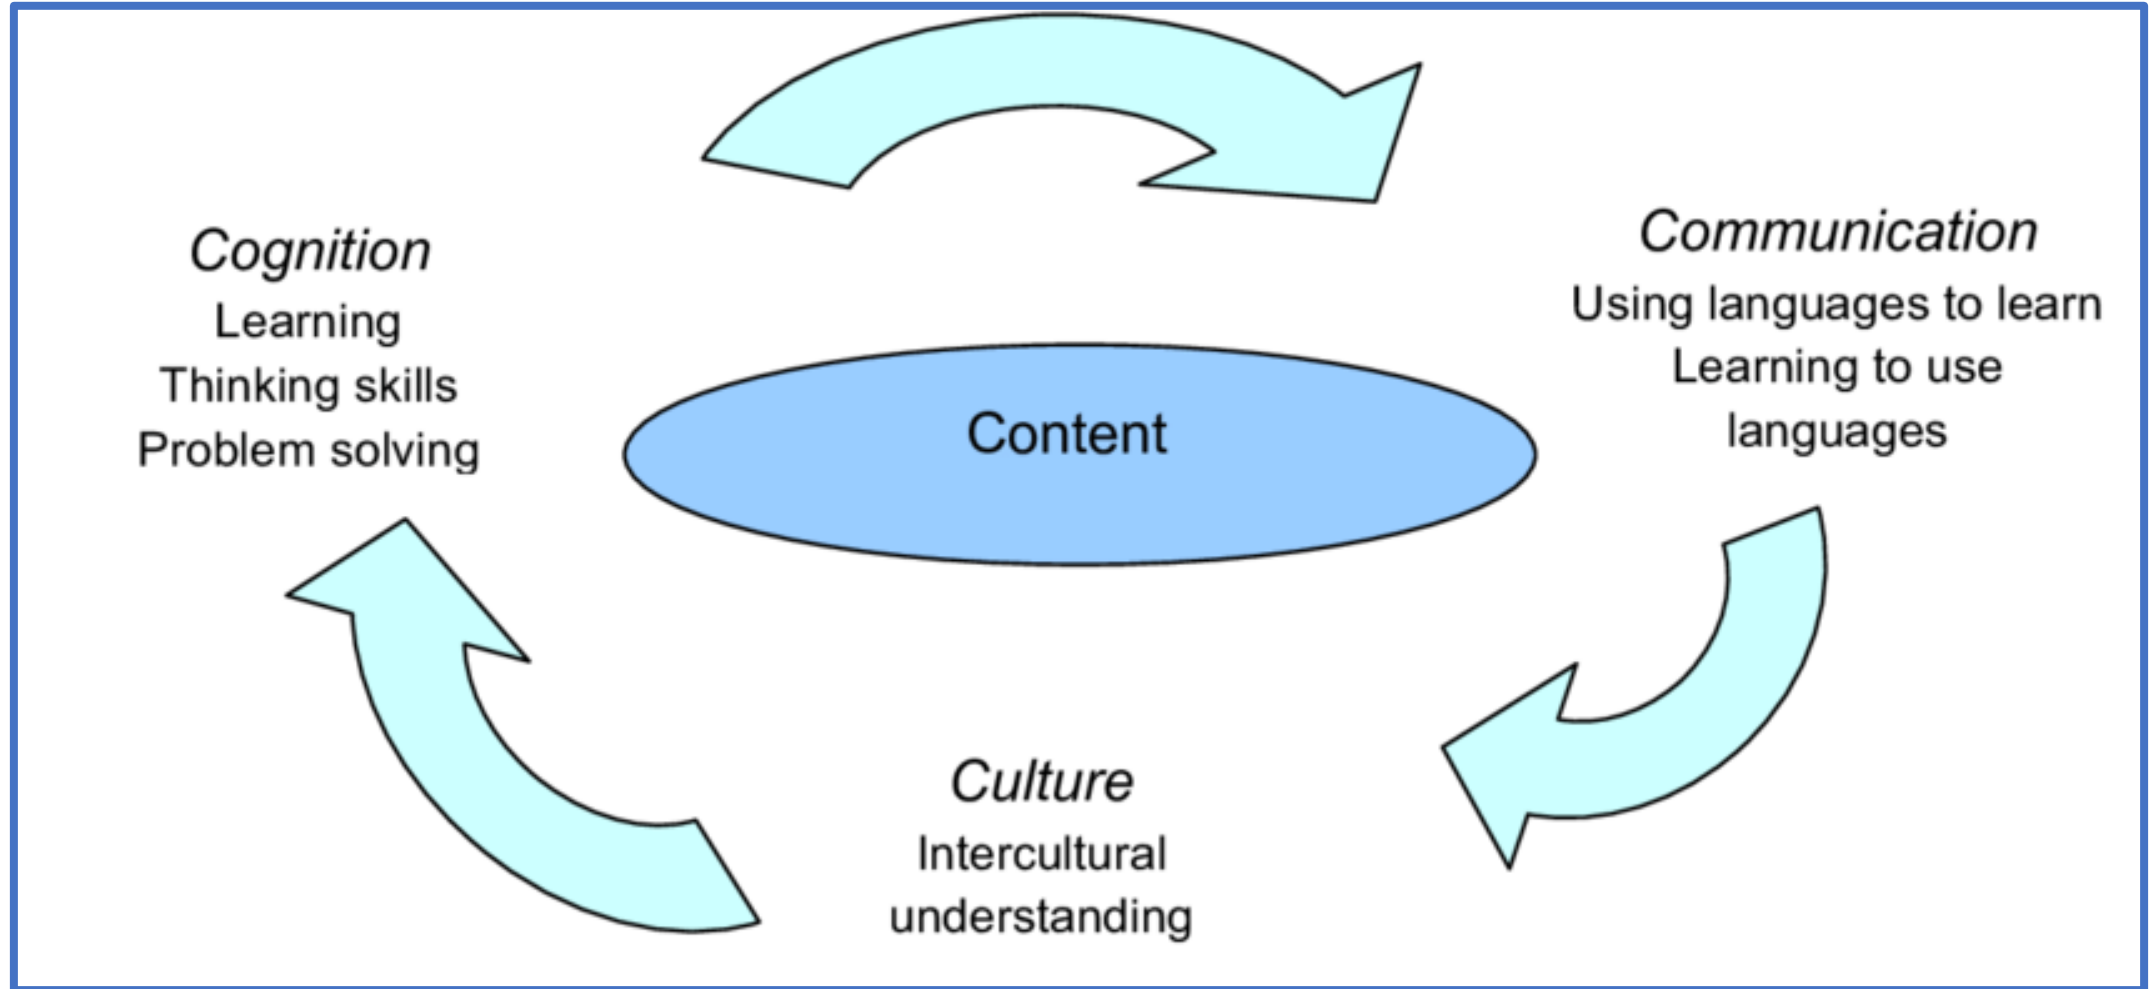 Cognition
Learning
Thinking skills
Problem solving
Communication
Using languages to learn
Learning to use
languages
Content
Culture
Intercultural
understanding